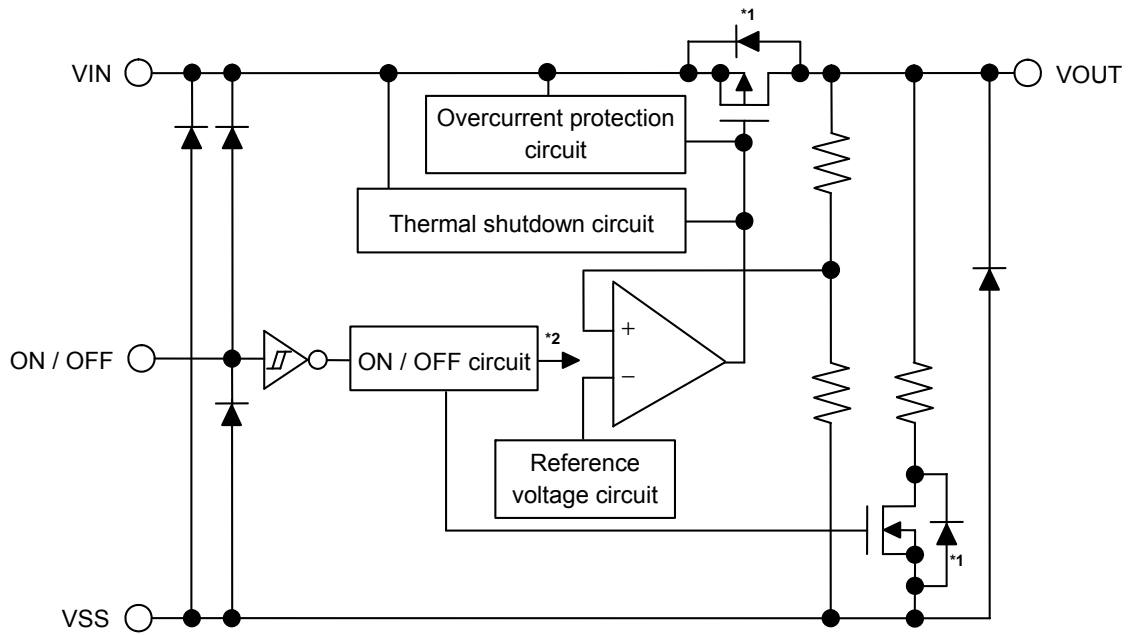 *1
VIN
VOUT
Overcurrent protection
circuit
Thermal shutdown circuit
+
*2
ON / OFF
ON / OFF circuit
−
Reference
voltage circuit
*1
VSS